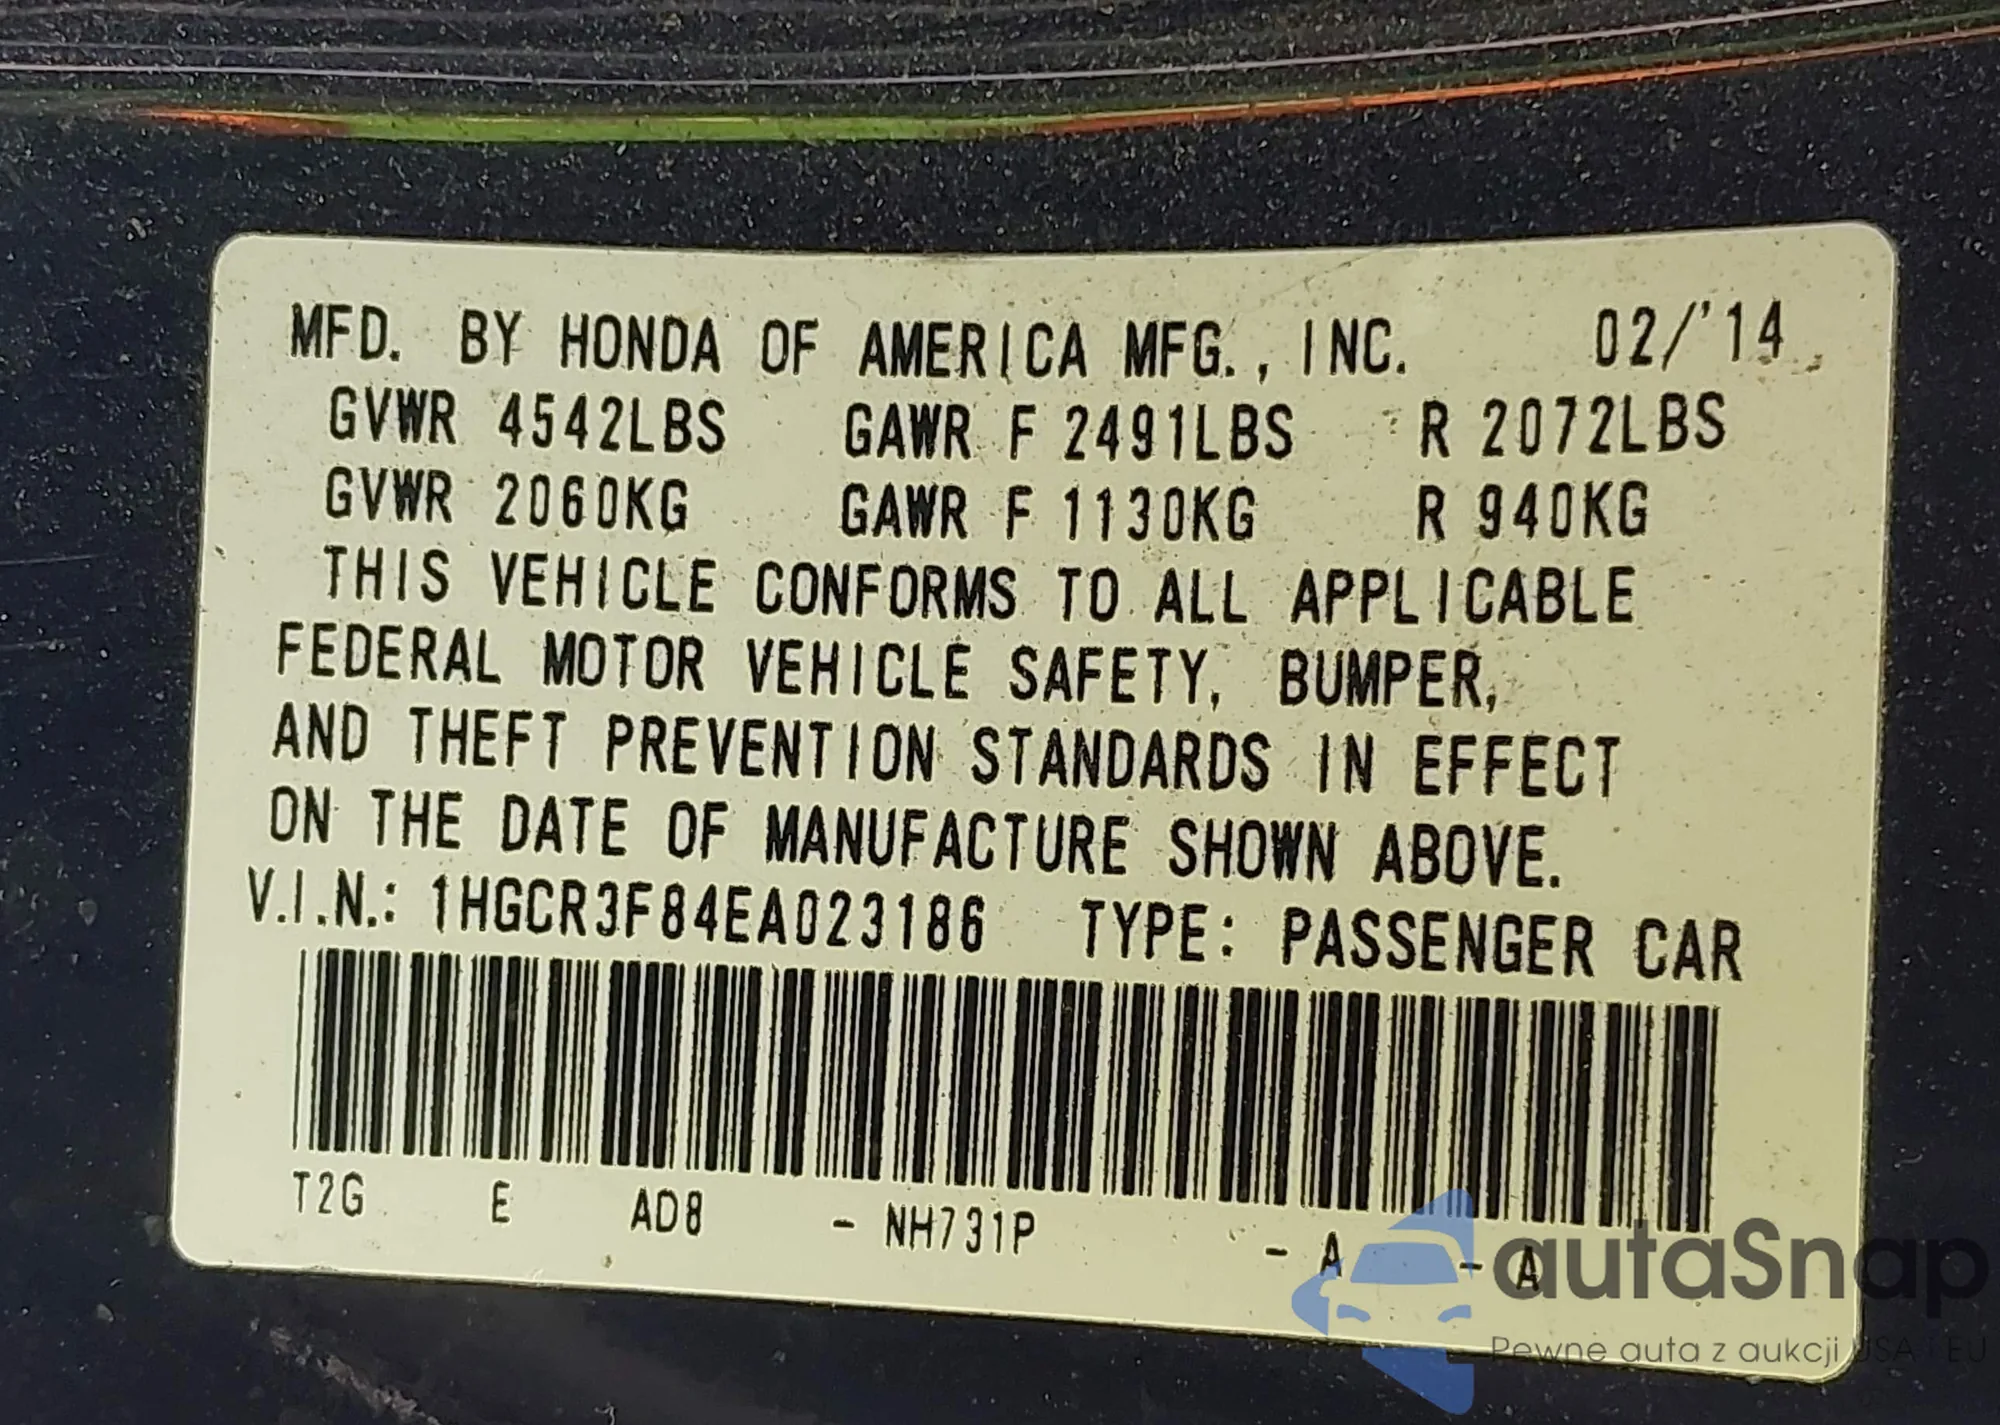 MFD. BY HONDA OF AMERICA MFG., INC. 02/'14
GVWR 4542LBS GAWR F 2491LBS R 2072LBS
GVWR 2060KG GAWR F 1130KG R 940KG
THIS VEHICLE CONFORMS TO ALL APPLICABLE
FEDERAL MOTOR VEHICLE SAFETY, BUMPER,
AND THEFT PREVENTION STANDARDS IN EFFECT
ON THE DATE OF MANUFACTURE SHOWN ABOVE.
V.I.N.: 1HGCR3F84EA023186 TYPE: PASSENGER CAR
T2G E AD8 - NH731P - A - A
autaSnap
Pewne auta z aukcji USA i EU